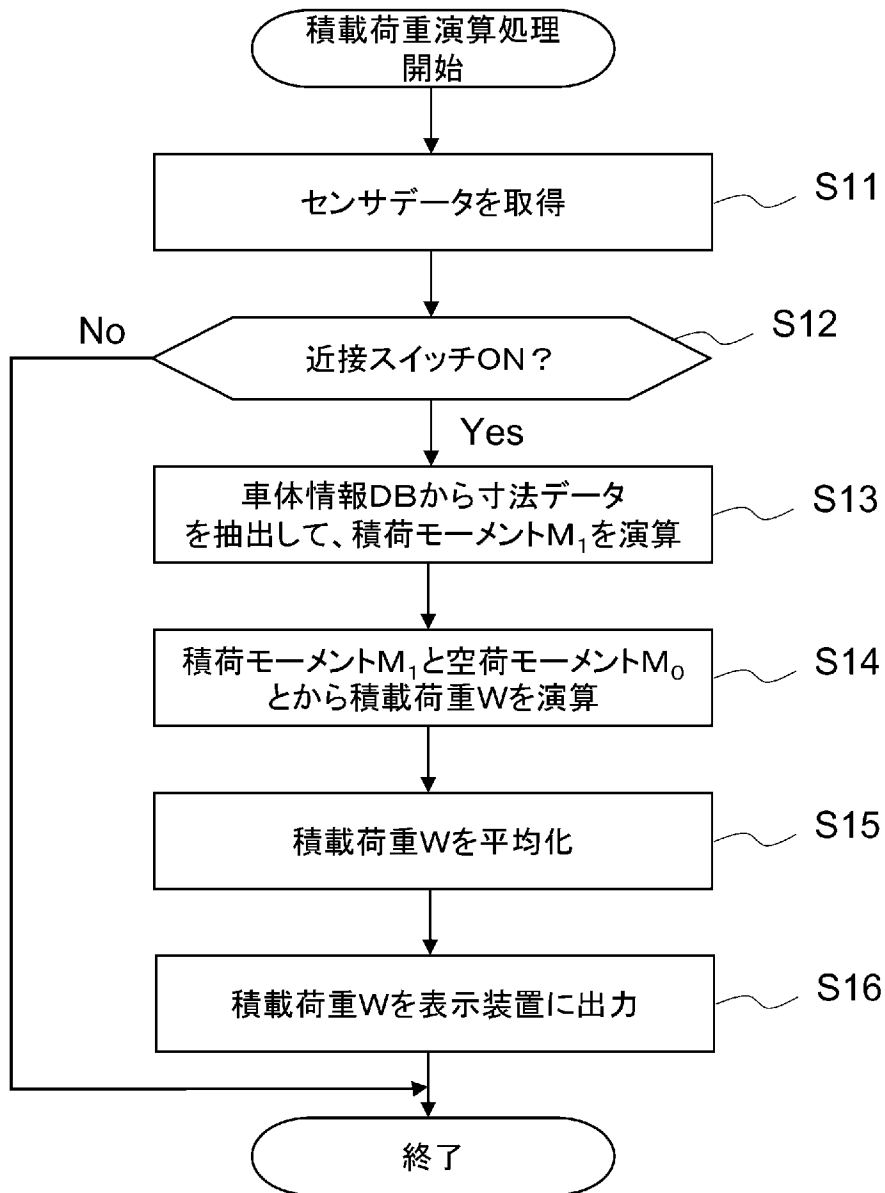 積載荷重演算処理
開始
センサデータを取得
S11
近接スイッチON?
S12
No
Yes
車体情報DBから寸法データ
を抽出して、積荷モーメントM₁を演算
S13
積荷モーメントM₁と空荷モーメントM₀
とから積載荷重Wを演算
S14
積載荷重Wを平均化
S15
積載荷重Wを表示装置に出力
S16
終了